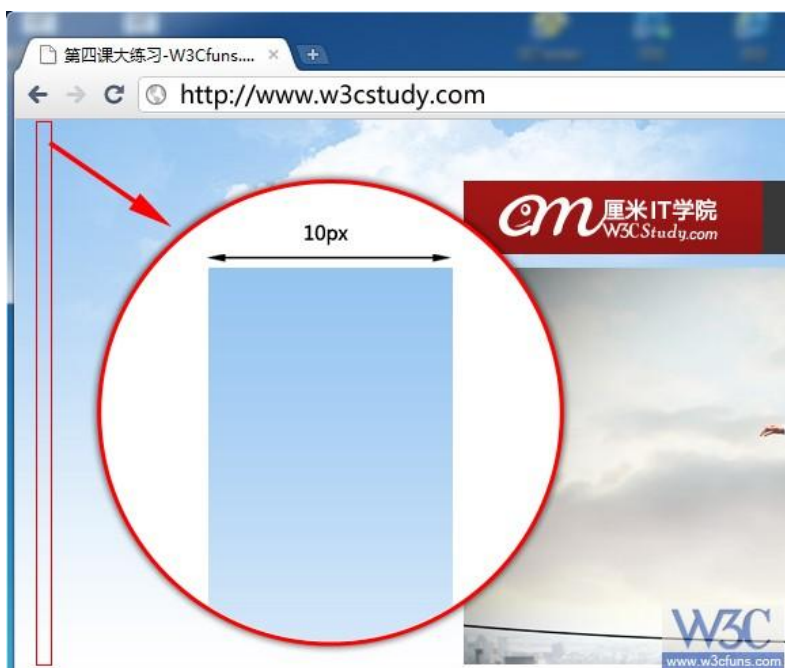 第四课大练习-W3Cfuns....
http://www.w3cstudy.com
厘米IT学院
W3CStudy.com
10px
W3C
www.w3cfuns.com